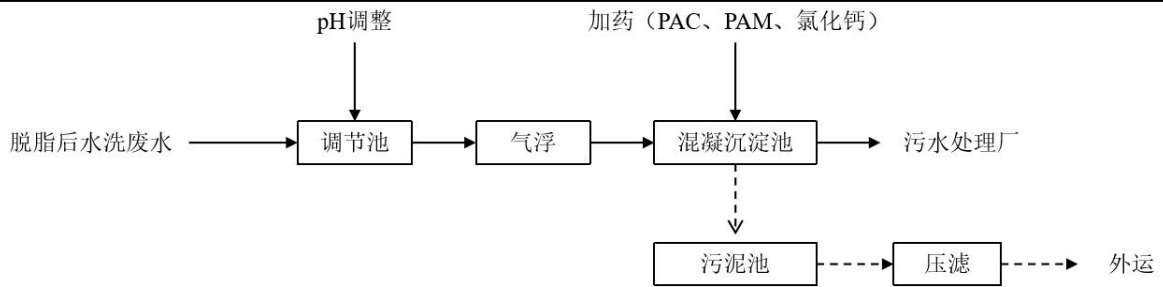 pH调整
加药（PAC、PAM、氯化钙）
脱脂后水洗废水
调节池
气浮
混凝沉淀池
污水处理厂
污泥池
压滤
外运